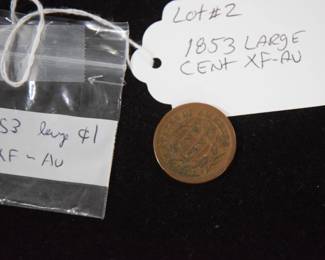 Lot #2
1853 LARGE
CENT XF-AU
53 large ¢1
XF-AU